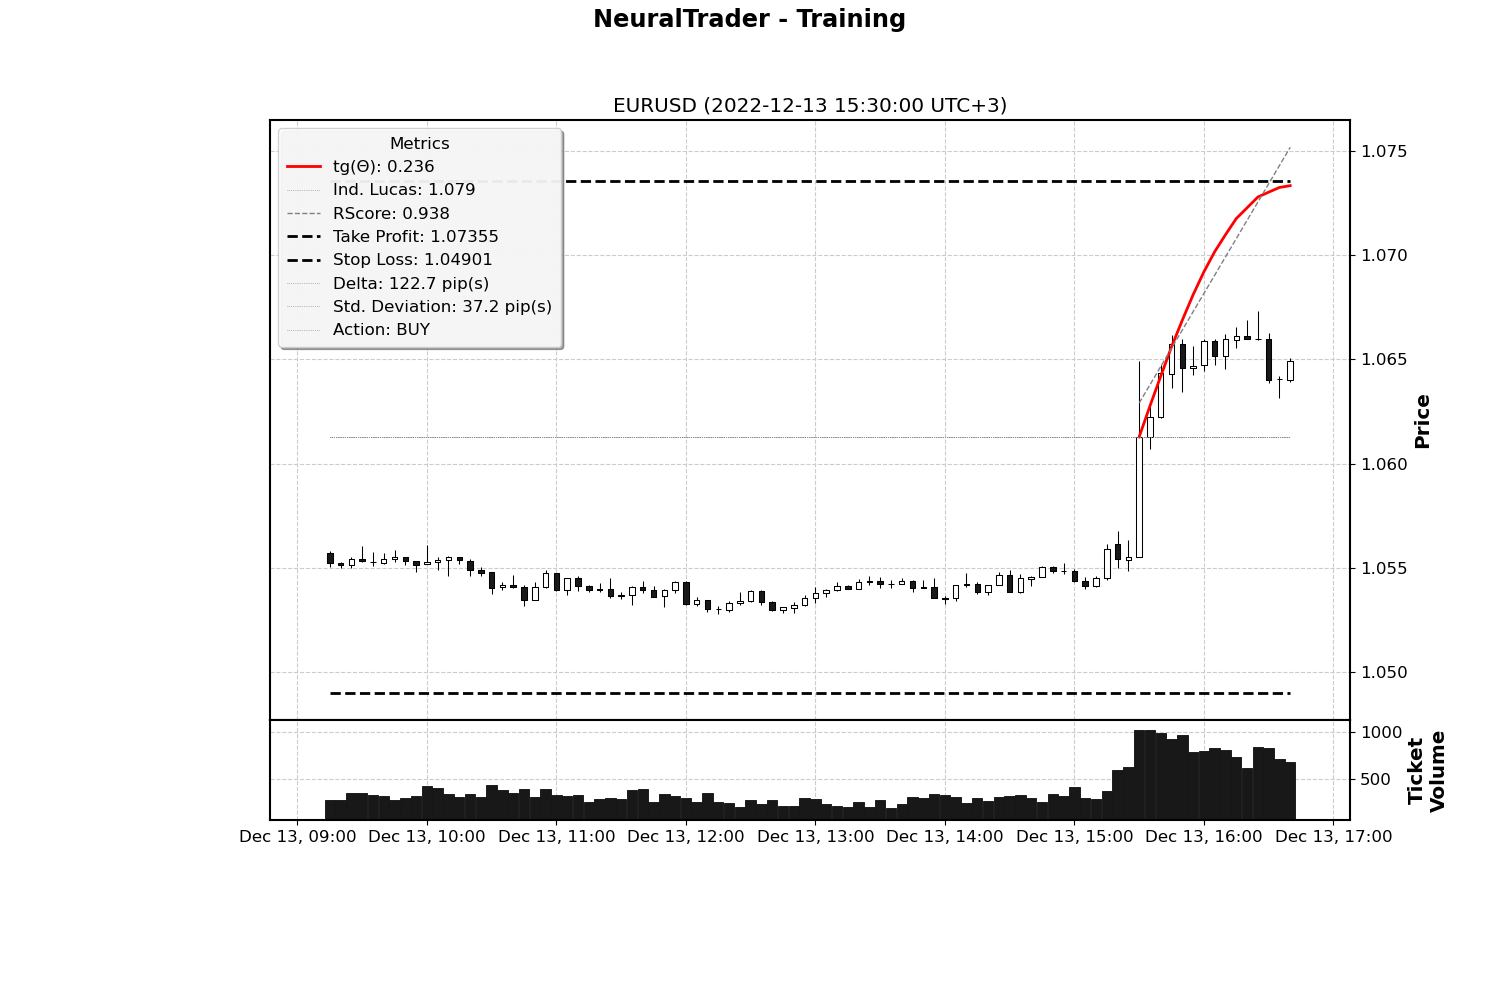 NeuralTrader - Training
EURUSD (2022-12-13 15:30:00 UTC+3)
Metrics
tg(Θ): 0.236
Ind. Lucas: 1.079
RScore: 0.938
Take Profit: 1.07355
Stop Loss: 1.04901
Delta: 122.7 pip(s)
Std. Deviation: 37.2 pip(s)
Action: BUY
1.075
1.070
1.065
1.060
1.055
1.050
Price
1000
500
Ticket
Volume
Dec 13, 09:00 Dec 13, 10:00 Dec 13, 11:00 Dec 13, 12:00 Dec 13, 13:00 Dec 13, 14:00 Dec 13, 15:00 Dec 13, 16:00 Dec 13, 17:00